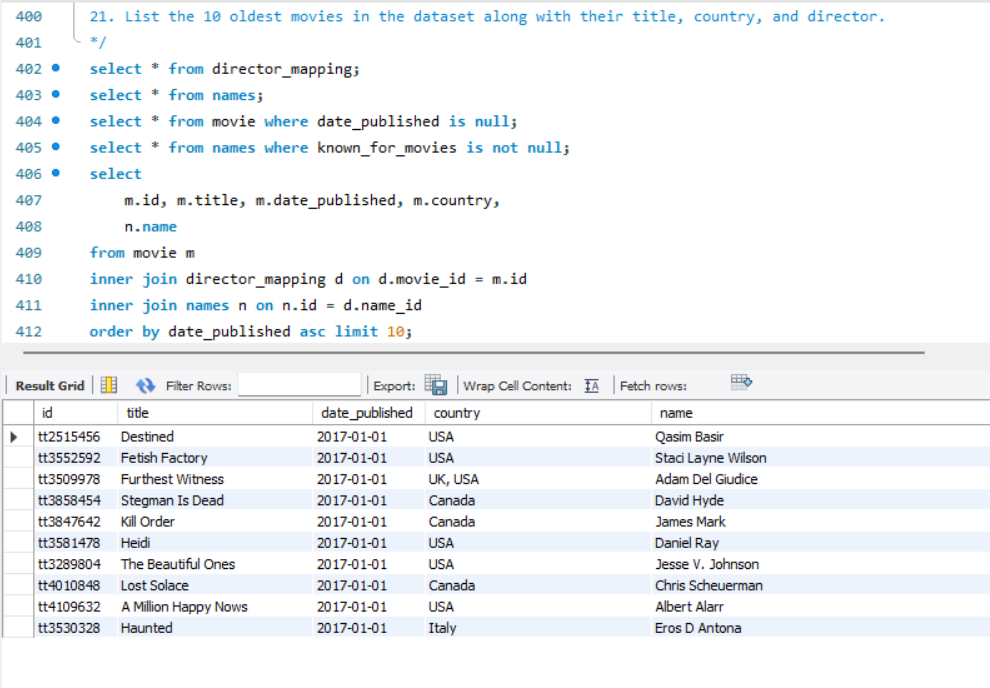 400 21. List the 10 oldest movies in the dataset along with their title, country, and director.
401 */
402 select * from director_mapping;
403 select * from names;
404 select * from movie where date_published is null;
405 select * from names where known_for_movies is not null;
406 select
407 m.id, m.title, m.date_published, m.country,
408 n.name
409 from movie m
410 inner join director_mapping d on d.movie_id = m.id
411 inner join names n on n.id = d.name_id
412 order by date_published asc limit 10;
Result Grid Filter Rows: Export: Wrap Cell Content: IA Fetch rows:
id title date_published country name
tt2515456 Destined 2017-01-01 USA Qasim Basir
tt3552592 Fetish Factory 2017-01-01 USA Staci Layne Wilson
tt3509978 Furthest Witness 2017-01-01 UK, USA Adam Del Giudice
tt3858454 Stegman Is Dead 2017-01-01 Canada David Hyde
tt3847642 Kill Order 2017-01-01 Canada James Mark
tt3581478 Heidi 2017-01-01 USA Daniel Ray
tt3289804 The Beautiful Ones 2017-01-01 USA Jesse V. Johnson
tt4010848 Lost Solace 2017-01-01 Canada Chris Scheuerman
tt4109632 A Million Happy Nows 2017-01-01 USA Albert Alarr
tt3530328 Haunted 2017-01-01 Italy Eros D Antona